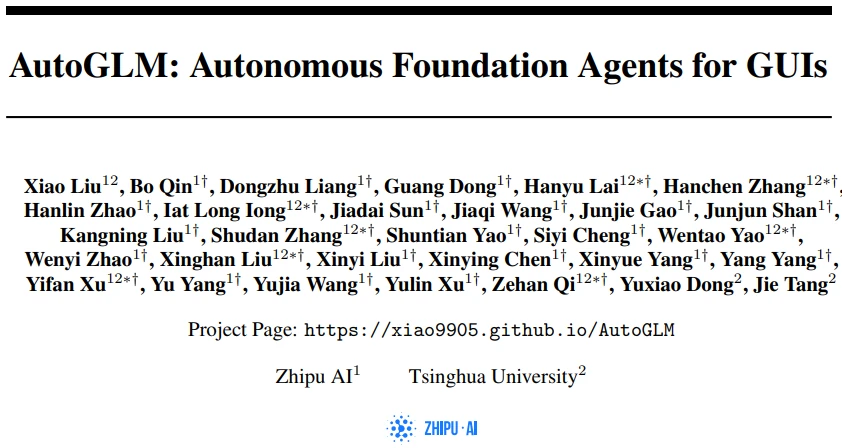 AutoGLM: Autonomous Foundation Agents for GUIs
Xiao Liu¹², Bo Qin¹†, Dongzhu Liang¹†, Guang Dong¹†, Hanyu Lai¹²*†, Hanchen Zhang¹²*†,
Hanlin Zhao¹†, Iat Long Iong¹²*†, Jiadai Sun¹†, Jiaqi Wang¹†, Junjie Gao¹†, Junjun Shan¹†,
Kangning Liu¹†, Shudan Zhang¹²*†, Shuntian Yao¹†, Siyi Cheng¹†, Wentao Yao¹²*†,
Wenyi Zhao¹†, Xinghan Liu¹²*†, Xinyi Liu¹†, Xinying Chen¹†, Xinyue Yang¹†, Yang Yang¹†,
Yifan Xu¹²*†, Yu Yang¹†, Yujia Wang¹†, Yulin Xu¹†, Zehan Qi¹²*†, Yuxiao Dong², Jie Tang²
Project Page: https://xiao9905.github.io/AutoGLM
Zhipu AI¹ Tsinghua University²
ZHIPU·AI